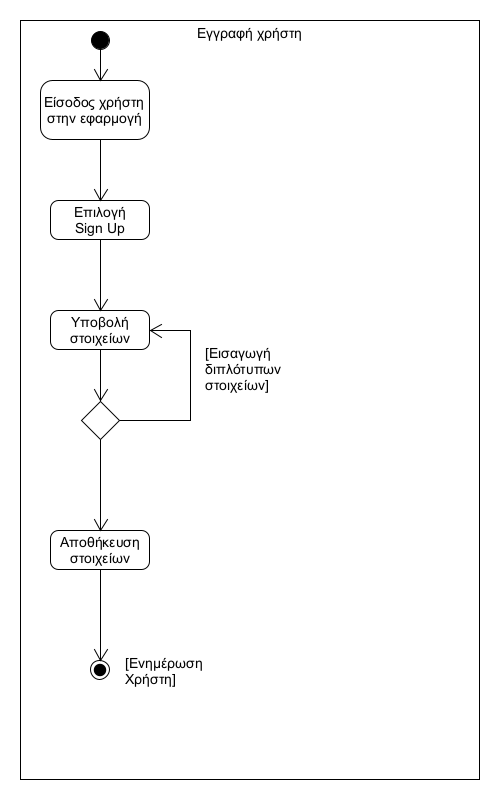 Εγγραφή χρήστη
Είσοδος χρήστη
στην εφαρμογή
Επιλογή
Sign Up
Υποβολή
στοιχείων
[Εισαγωγή
διπλότυπων
στοιχείων]
Αποθήκευση
στοιχείων
[Ενημέρωση
Χρήστη]